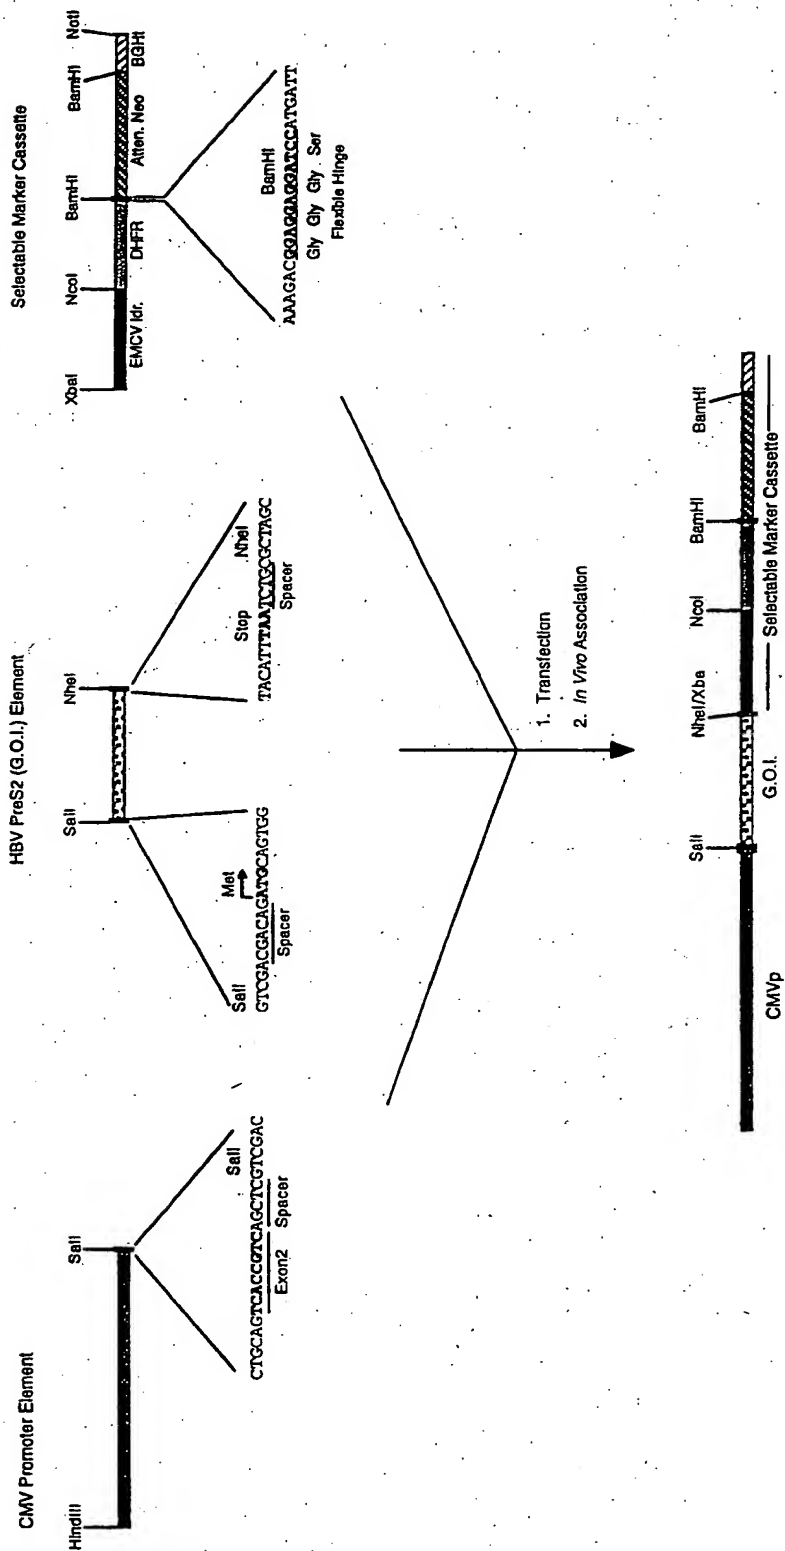 CMV Promoter Element
HindIII
SalI
SalI
CTGCAGTCACCGTCAGCTCGTCGAC
Exon2 Spacer
HBV PreS2 (G.O.I.) Element
SalI
NheI
SalI
Met
GTCGACGACAGATGCAGTGG
Spacer
Stop NheI
TACATTTAATCTGCGCTAGC
Spacer
Selectable Marker Cassette
XbaI
NcoI
BamHI
BamHI
NotI
EMCV Idr.
DHFR
Atten. Neo
BGHt
BamHI
AAAGACGGAGGAGGATCCATGATT
Gly Gly Gly Ser
Flexible Hinge
1. Transfection
2. In Vivo Association
SalI
NheI/Xba
NcoI
BamHI
BamHI
CMVp
G.O.I.
Selectable Marker Cassette